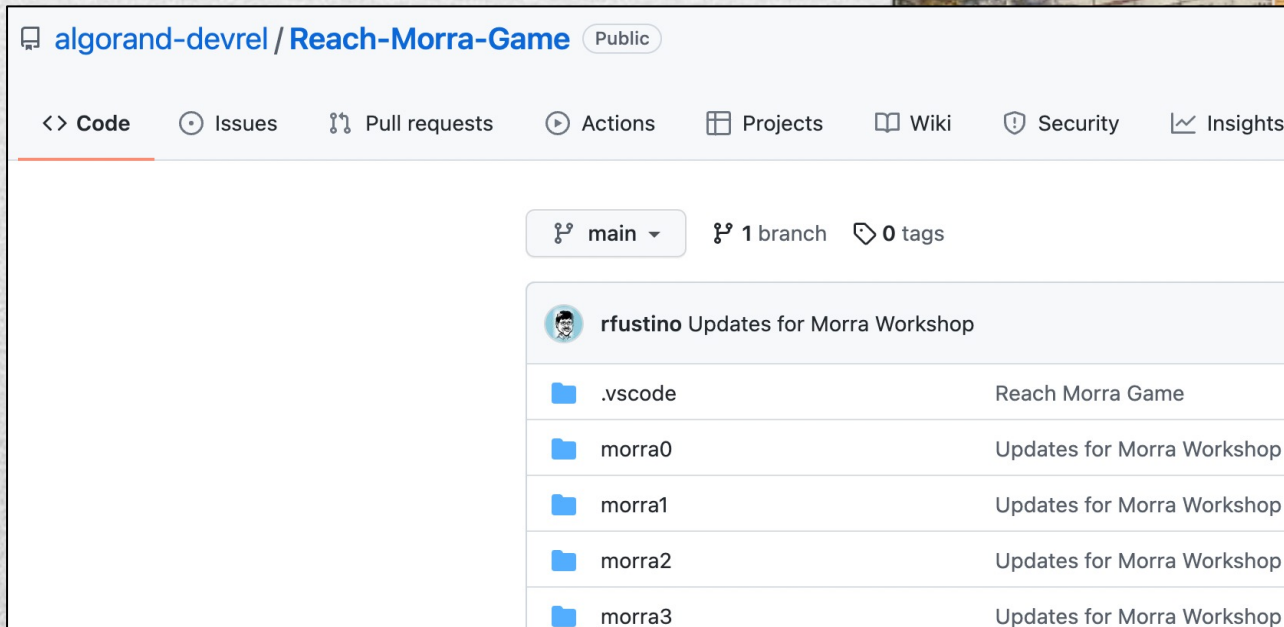 algorand-devrel / Reach-Morra-Game Public
<> Code Issues Pull requests Actions Projects Wiki Security Insights
main 1 branch 0 tags
rfustino Updates for Morra Workshop
.vscode Reach Morra Game
morra0 Updates for Morra Workshop
morra1 Updates for Morra Workshop
morra2 Updates for Morra Workshop
morra3 Updates for Morra Workshop